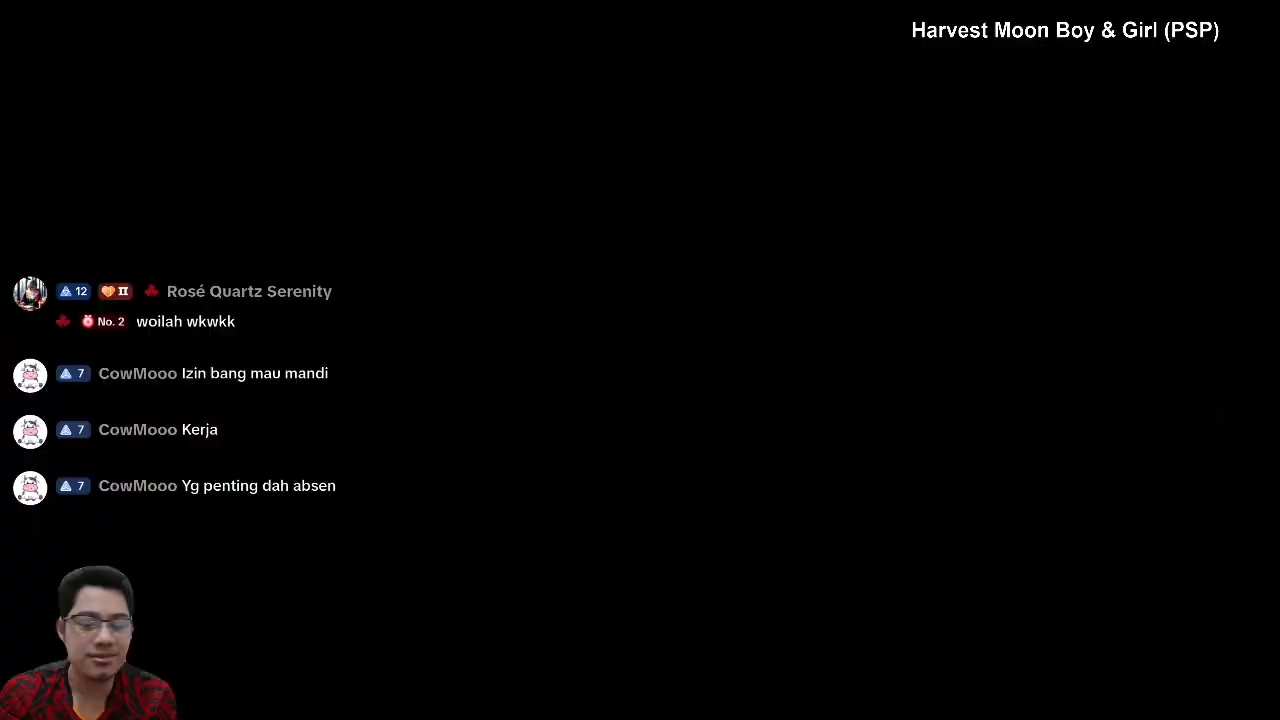 Harvest Moon Boy & Girl (PSP)
12 II Rosé Quartz Serenity
No. 2 woilah wkwkk
7 CowMooo Izin bang mau mandi
7 CowMooo Kerja
7 CowMooo Yg penting dah absen